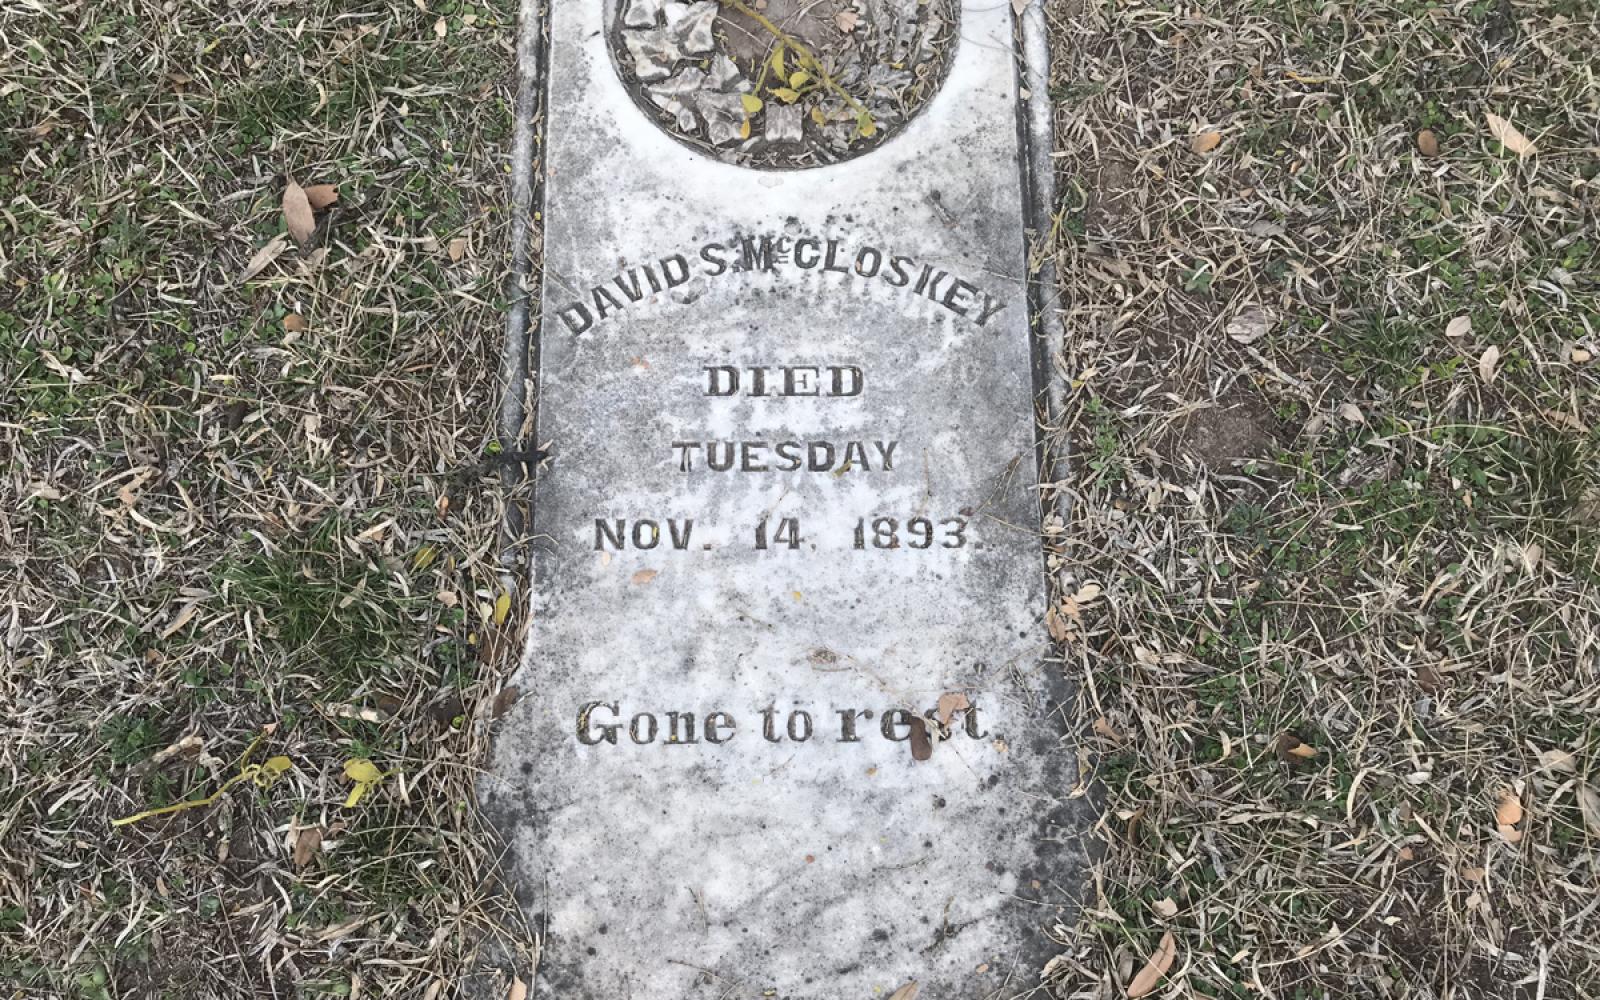 DAVID S. McCLOSKEY
DIED
TUESDAY
NOV. 14, 1893.
Gone to rest.